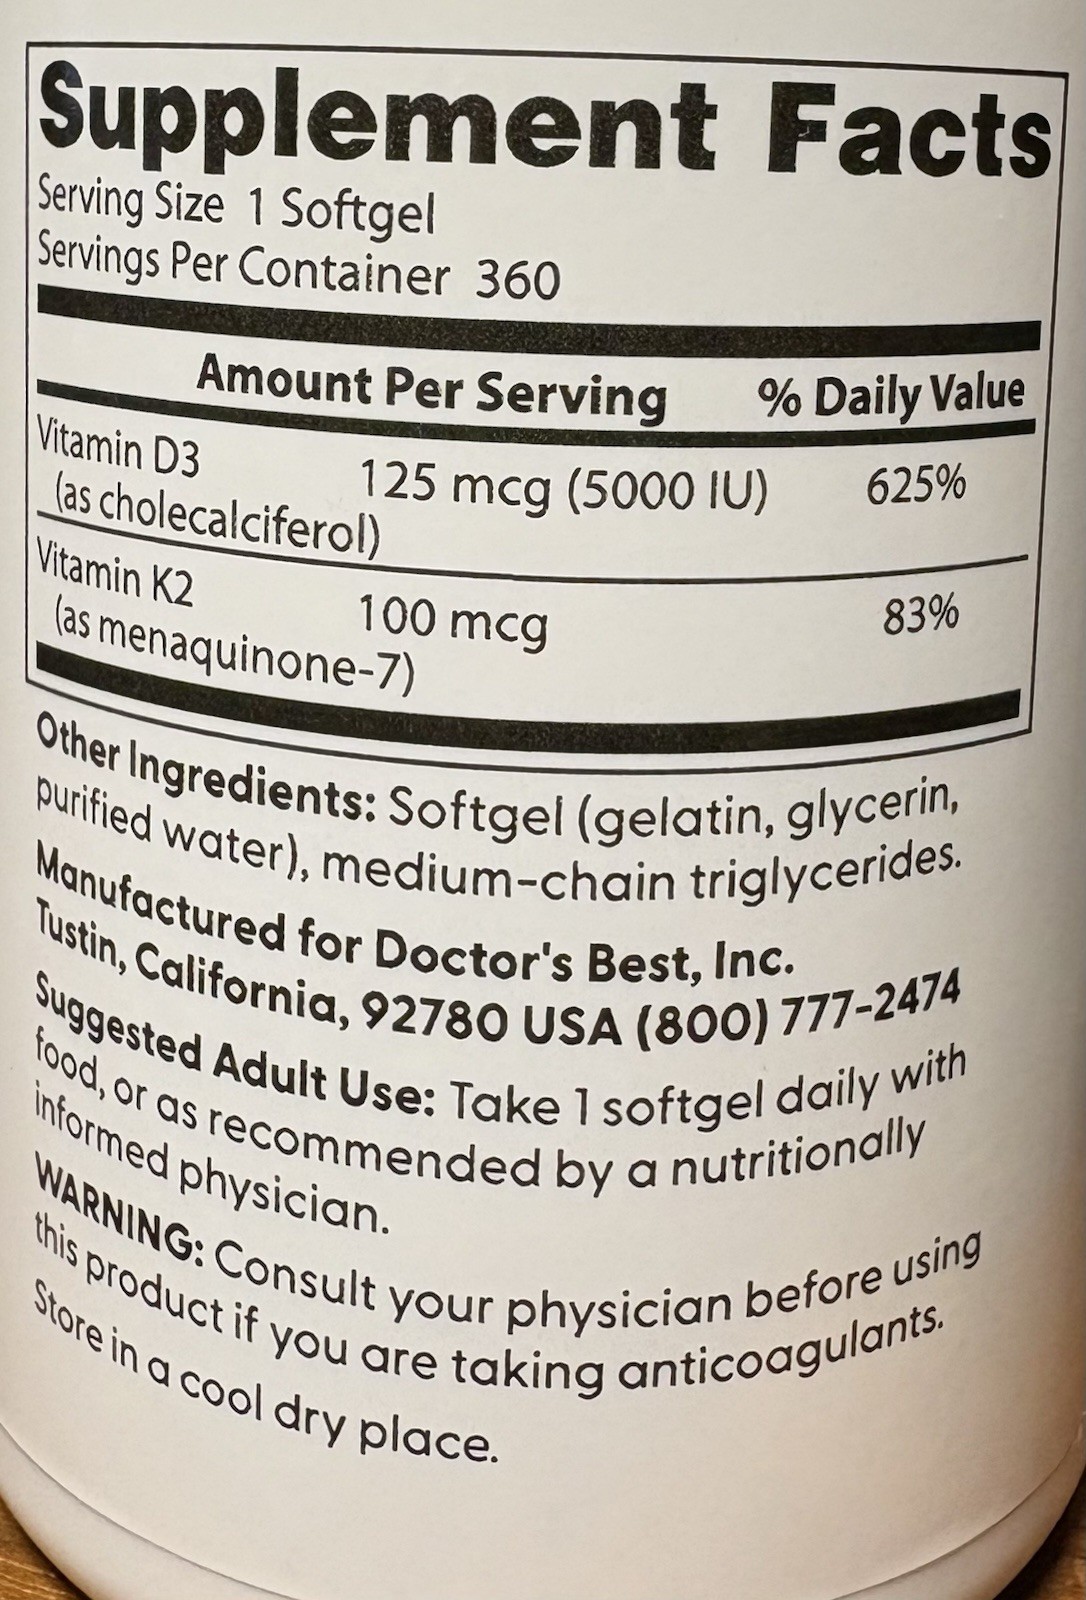 Supplement Facts
Serving Size 1 Softgel
Servings Per Container 360
Amount Per Serving % Daily Value
Vitamin D3 125 mcg (5000 IU) 625%
(as cholecalciferol)
Vitamin K2 100 mcg 83%
(as menaquinone-7)
Other Ingredients: Softgel (gelatin, glycerin,
purified water), medium-chain triglycerides.
Manufactured for Doctor's Best, Inc.
Tustin, California, 92780 USA (800) 777-2474
Suggested Adult Use: Take 1 softgel daily with
food, or as recommended by a nutritionally
informed physician.
WARNING: Consult your physician before using
this product if you are taking anticoagulants.
Store in a cool dry place.